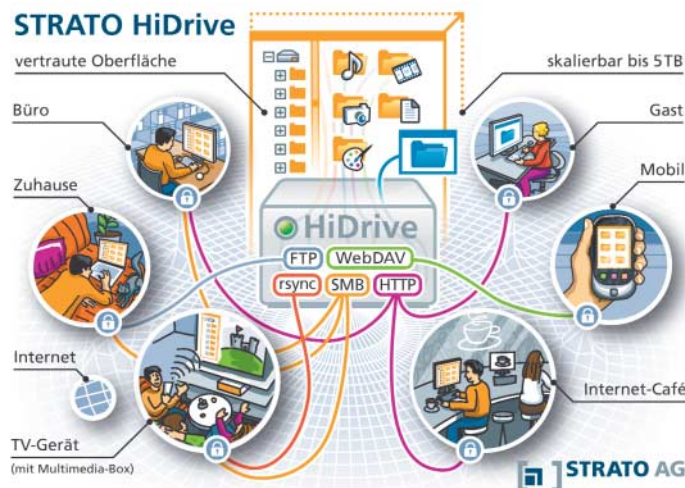 STRATO HiDrive
vertraute Oberfläche
skalierbar bis 5TB
Büro
Gast
Zuhause
Mobil
HiDrive
FTP
WebDAV
rsync
SMB
HTTP
Internet
Internet-Café
TV-Gerät
(mit Multimedia-Box)
STRATO AG